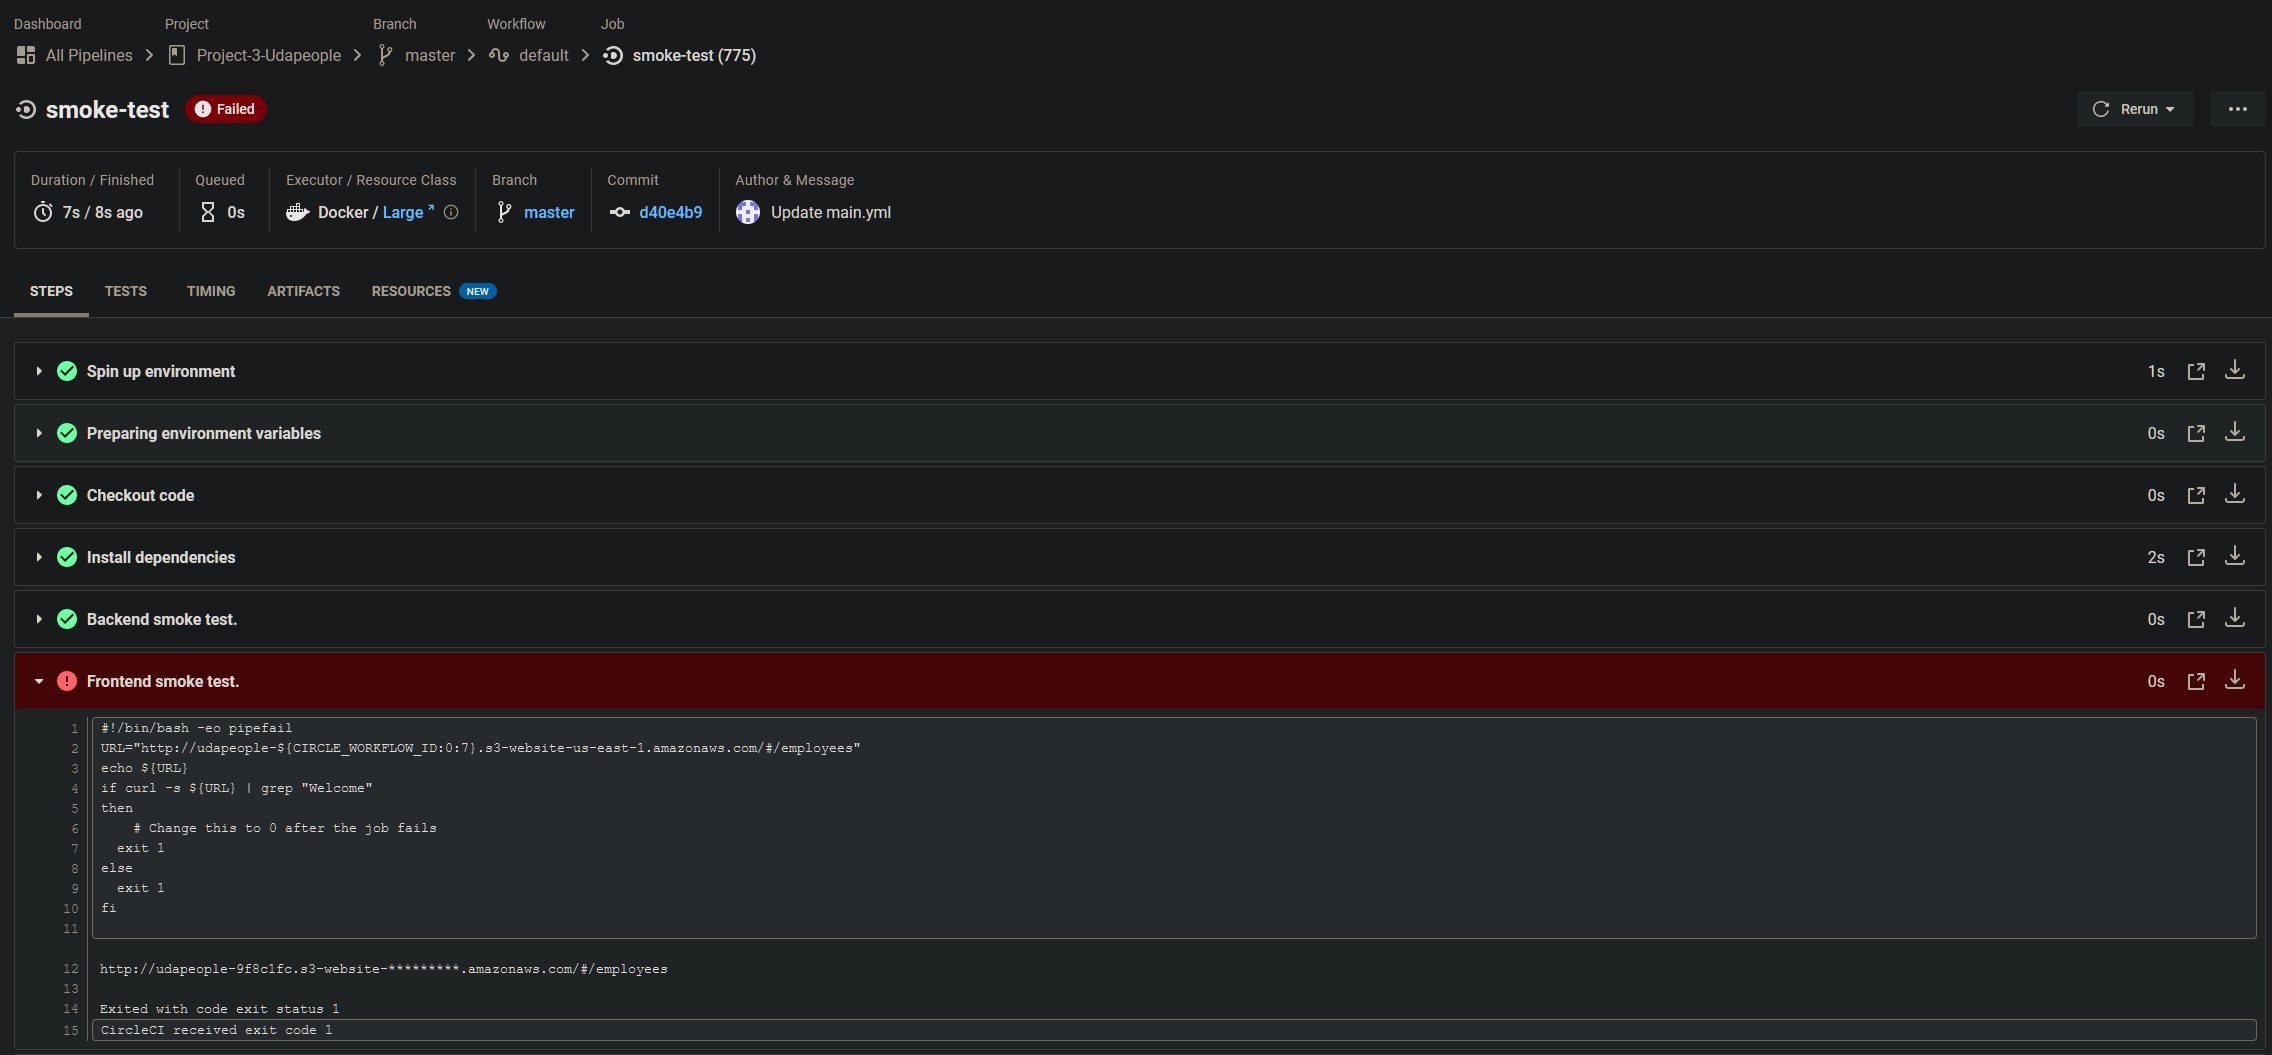 Dashboard Project Branch Workflow Job
All Pipelines Project-3-Udapeople master default smoke-test (775)
smoke-test Failed Rerun
Duration / Finished Queued Executor / Resource Class Branch Commit Author & Message
7s / 8s ago 0s Docker / Large master d40e4b9 Update main.yml
STEPS TESTS TIMING ARTIFACTS RESOURCES NEW
Spin up environment 1s
Preparing environment variables 0s
Checkout code 0s
Install dependencies 2s
Backend smoke test. 0s
Frontend smoke test. 0s
1 #!/bin/bash -eo pipefail
2 URL="http://udapeople-${CIRCLE_WORKFLOW_ID:0:7}.s3-website-us-east-1.amazonaws.com/#/employees"
3 echo ${URL}
4 if curl -s ${URL} | grep "Welcome"
5 then
6 # Change this to 0 after the job fails
7 exit 1
8 else
9 exit 1
10 fi
11
12 http://udapeople-9f8c1fc.s3-website-*********.amazonaws.com/#/employees
13
14 Exited with code exit status 1
15 CircleCI received exit code 1